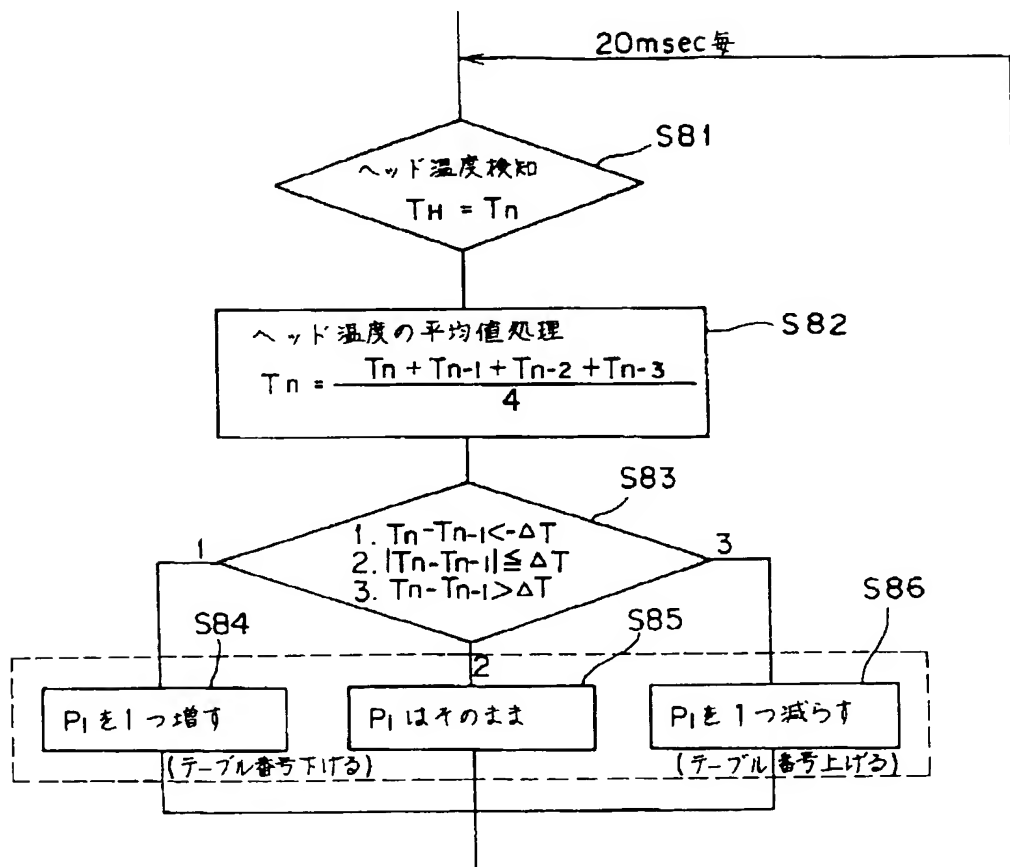 20msec毎
S81
ヘッド温度検知
TH = Tn
S82
ヘッド温度の平均値処理
Tn = (Tn + Tn-1 + Tn-2 + Tn-3) / 4
S83
1. Tn-Tn-1<-△T
2. |Tn-Tn-1|≦△T
3. Tn-Tn-1>△T
1
3
2
S84
S85
S86
P1を1つ増す
P1はそのまま
P1を1つ減らす
(テーブル番号下げる)
(テーブル番号上げる)